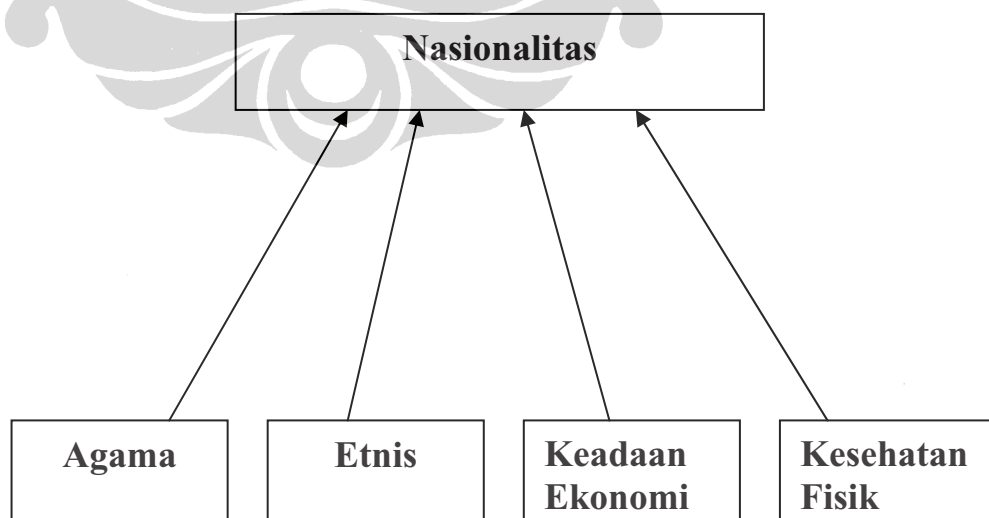 Nasionalitas
Agama
Etnis
Keadaan
Ekonomi
Kesehatan
Fisik